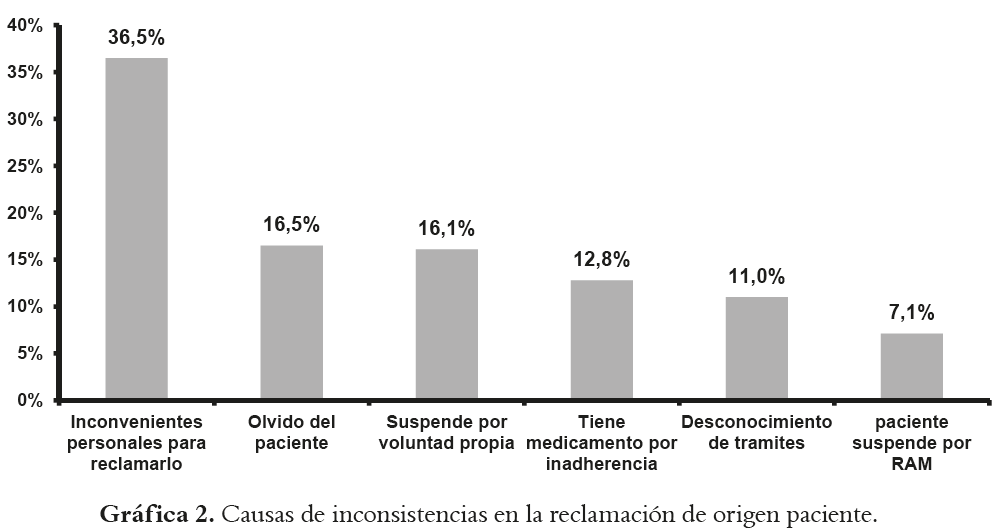 40%
35%
30%
25%
20%
15%
10%
5%
0%
36,5%
16,5%
16,1%
12,8%
11,0%
7,1%
Inconvenientes
personales para
reclamarlo
Olvido del
paciente
Suspende por
voluntad propia
Tiene
medicamento por
inadherencia
Desconocimiento
de tramites
paciente
suspende por
RAM
Gráfica 2. Causas de inconsistencias en la reclamación de origen paciente.